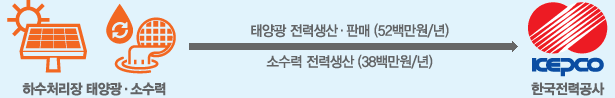 태양광 전력생산·판매 (52백만원/년)
소수력 전력생산 (38백만원/년)
하수처리장 태양광·소수력
KEPCO
한국전력공사